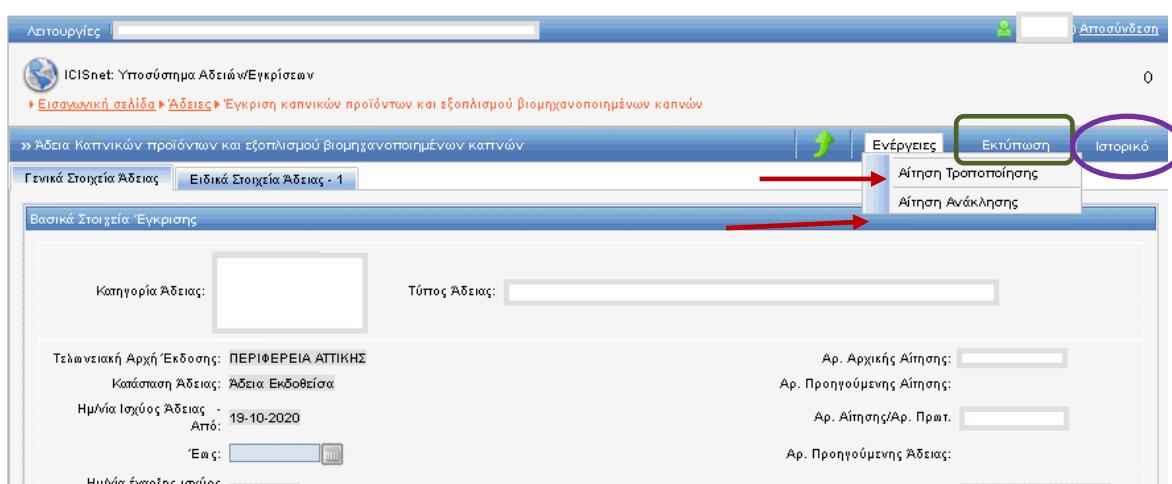 Λειτουργίες
) Αποσύνδεση
ICISnet: Υποσύστημα Αδειών/Εγκρίσεων
0
Εισαγωγική σελίδα Άδειες Έγκριση καπνικών προϊόντων και εξοπλισμού βιομηχανοποιημένων καπνών
» Άδεια Καπνικών προϊόντων και εξοπλισμού βιομηχανοποιημένων καπνών
Ενέργειες Εκτύπωση Ιστορικό
Αίτηση Τροποποίησης
Αίτηση Ανάκλησης
Γενικά Στοιχεία Άδειας Ειδικά Στοιχεία Άδειας - 1
Βασικά Στοιχεία Έγκρισης
Κατηγορία Άδειας: Τύπος Άδειας:
Τελωνειακή Αρχή Έκδοσης: ΠΕΡΙΦΕΡΕΙΑ ΑΤΤΙΚΗΣ Αρ. Αρχικής Αίτησης:
Κατάσταση Άδειας: Άδεια Εκδοθείσα Αρ. Προηγούμενης Αίτησης:
Ημ/νία Ισχύος Άδειας -
Από: 19-10-2020 Αρ. Αίτησης/Αρ. Πρωτ.
Έως: Αρ. Προηγούμενης Άδειας:
Ημ/νία έναρξης ισχύος